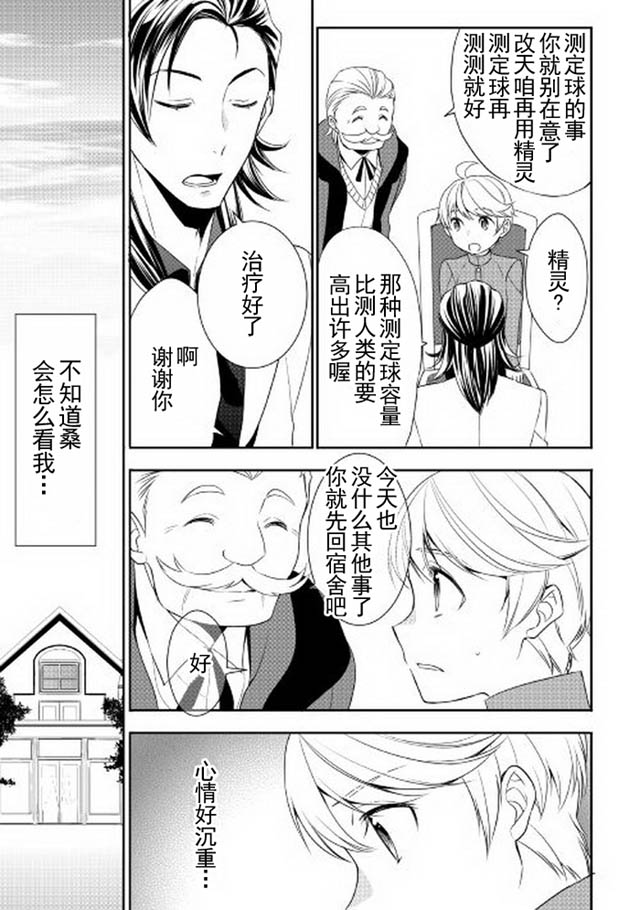 测定球的事
你就别在意了
改天咱再用精灵
测定球再
测测就好
精灵？
那种测定球容量
比测人类的要
高出许多喔
治疗好了
啊
谢谢你
今天也
没什么其他事了
你就先回宿舍吧
好
心情好沉重…
不知道桑
会怎么看我…